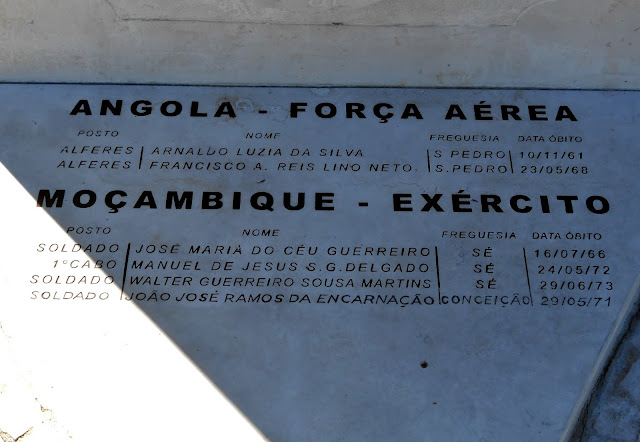 ANGOLA - FORÇA AÉREA
POSTO NOME FREGUESIA DATA ÓBITO
ALFERES ARNALDO LUZIA DA SILVA S PEDRO 10/11/61
ALFERES FRANCISCO A. REIS LINO NETO. S.PEDRO 23/05/68
MOÇAMBIQUE - EXÉRCITO
POSTO NOME FREGUESIA DATA ÓBITO
SOLDADO JOSÉ MARIA DO CÉU GUERREIRO SÉ 16/07/66
1º CABO MANUEL DE JESUS S.G.DELGADO SÉ 24/05/72
SOLDADO WALTER GUERREIRO SOUSA MARTINS SÉ 29/06/73
SOLDADO JOÃO JOSÉ RAMOS DA ENCARNAÇÃO CONCEIÇÃO 29/05/71